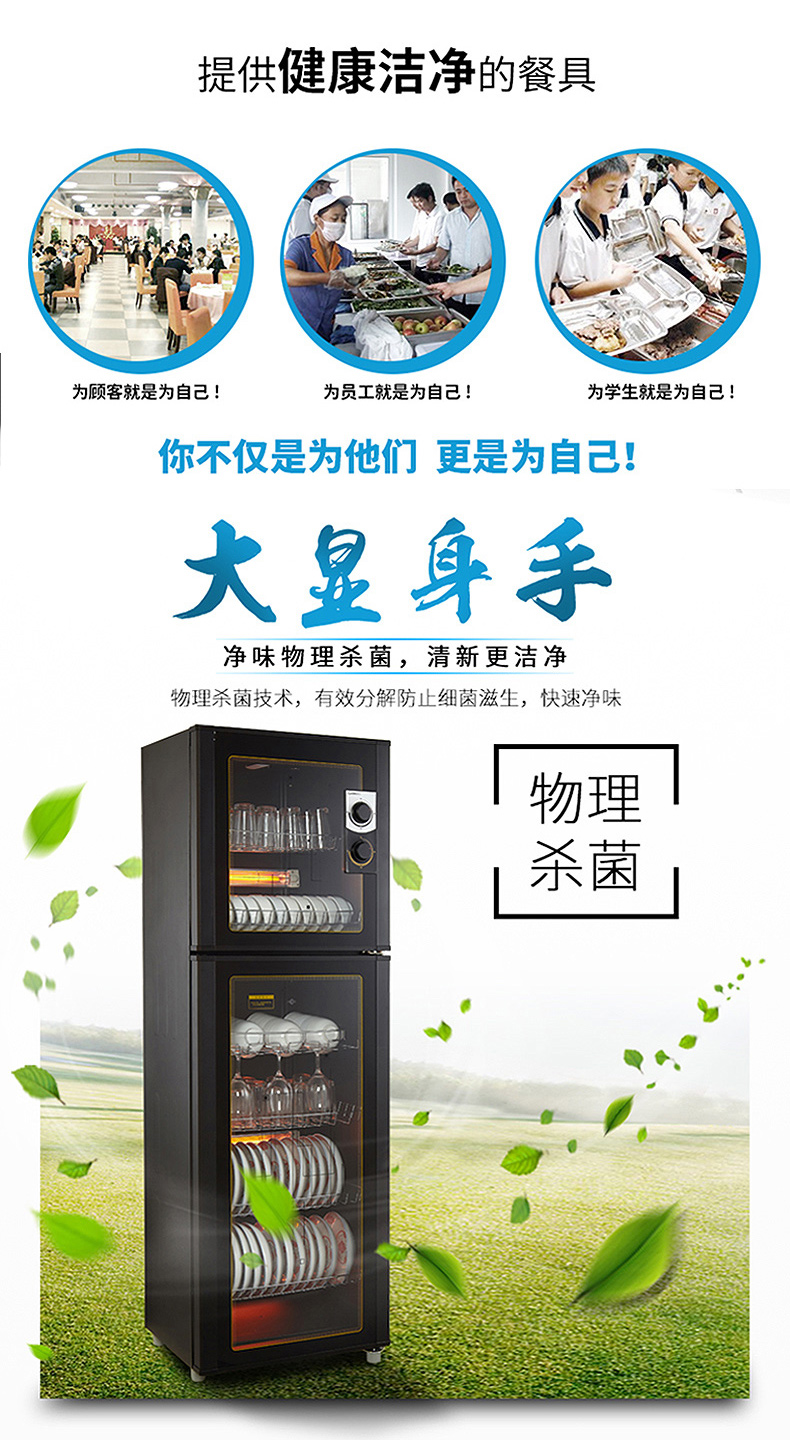 提供健康洁净的餐具
为顾客就是为自己！
为员工就是为自己！
为学生就是为自己！
你不仅是为他们 更是为自己！
大显身手
净味物理杀菌，清新更洁净
物理杀菌技术，有效分解防止细菌滋生，快速净味
物理
杀菌